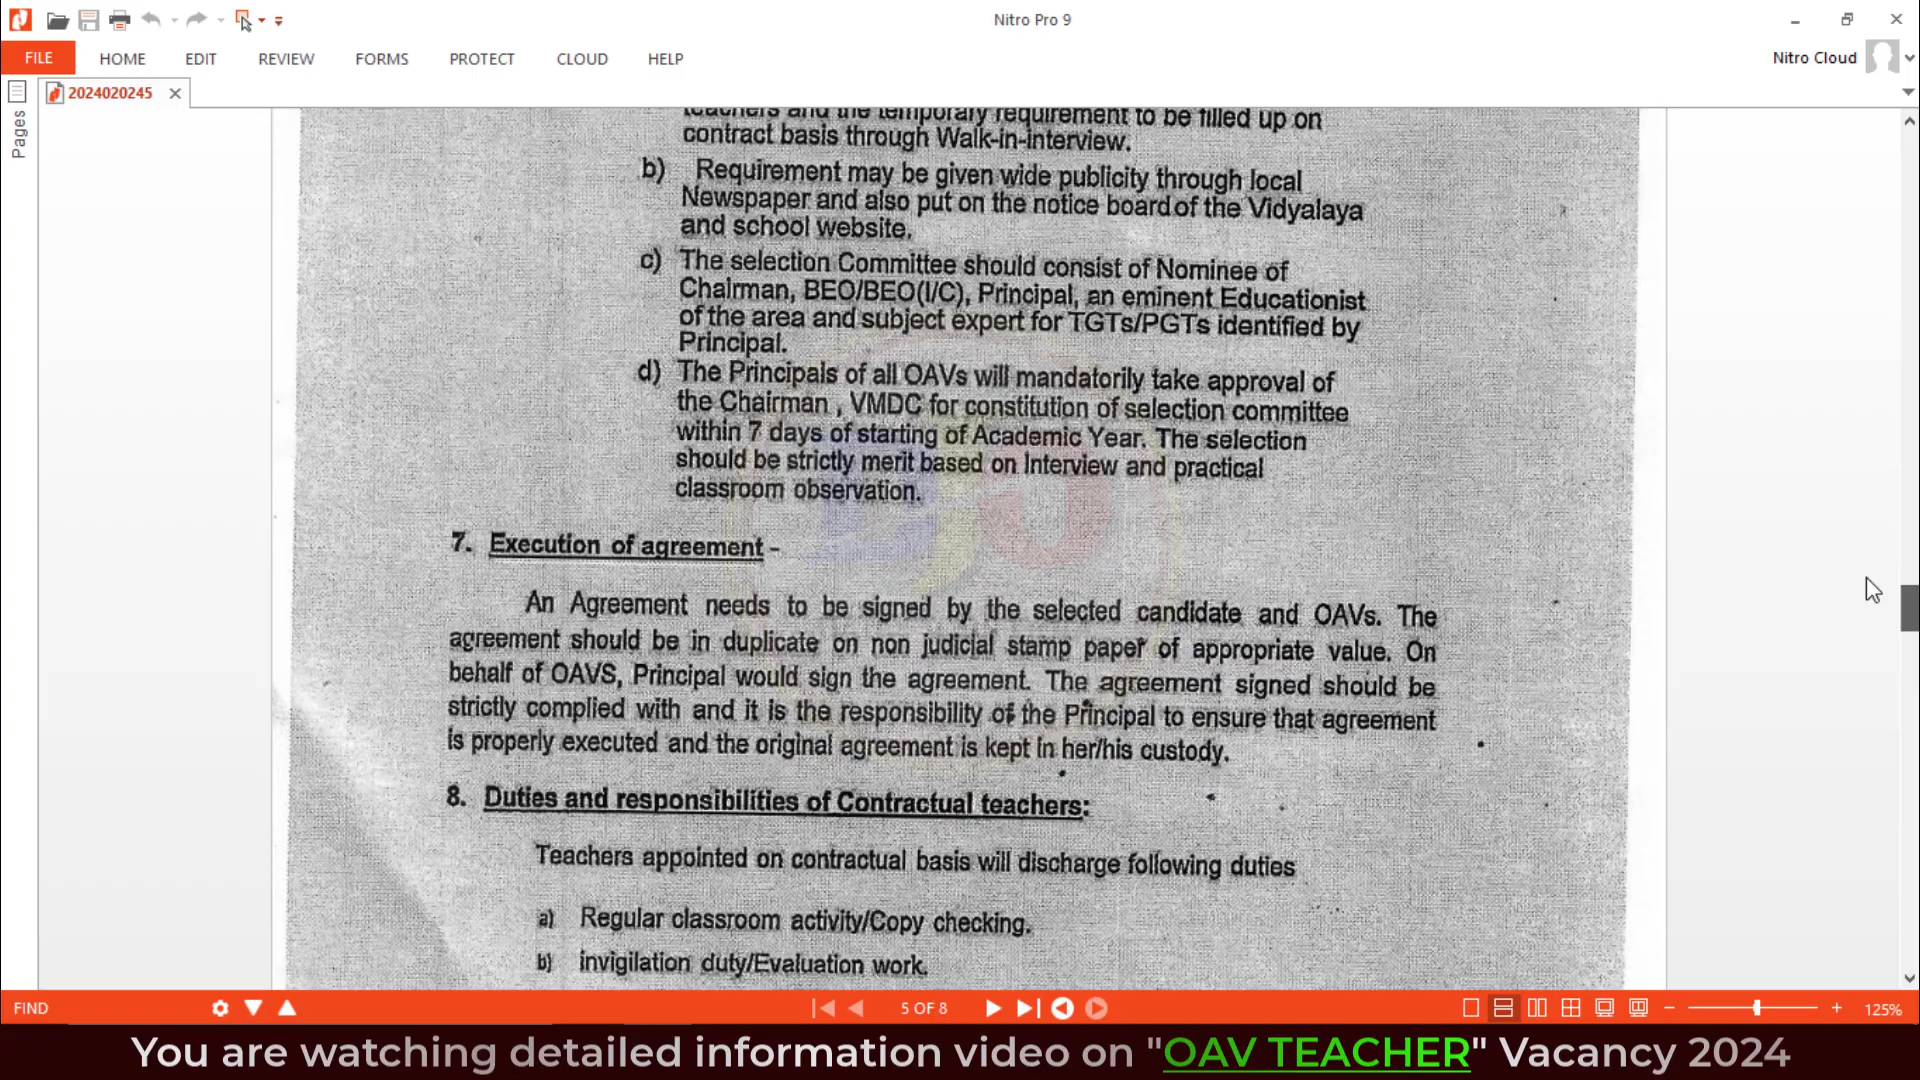 Nitro Pro 9
FILE HOME EDIT REVIEW FORMS PROTECT CLOUD HELP Nitro Cloud
2024020245
Pages
teachers and the temporary requirement to be filled up on
contract basis through Walk-in-interview.
b) Requirement may be given wide publicity through local
Newspaper and also put on the notice board of the Vidyalaya
and school website.
c) The selection Committee should consist of Nominee of
Chairman, BEO/BEO(I/C), Principal, an eminent Educationist
of the area and subject expert for TGTs/PGTs identified by
Principal.
d) The Principals of all OAVs will mandatorily take approval of
the Chairman , VMDC for constitution of selection committee
within 7 days of starting of Academic Year. The selection
should be strictly merit based on Interview and practical
classroom observation.
7. Execution of agreement -
An Agreement needs to be signed by the selected candidate and OAVs. The
agreement should be in duplicate on non judicial stamp paper of appropriate value. On
behalf of OAVS, Principal would sign the agreement. The agreement signed should be
strictly complied with and it is the responsibility of the Principal to ensure that agreement
is properly executed and the original agreement is kept in her/his custody.
8. Duties and responsibilities of Contractual teachers:
Teachers appointed on contractual basis will discharge following duties
a) Regular classroom activity/Copy checking.
b) invigilation duty/Evaluation work.
FIND 5 OF 8 125%
You are watching detailed information video on "OAV TEACHER" Vacancy 2024